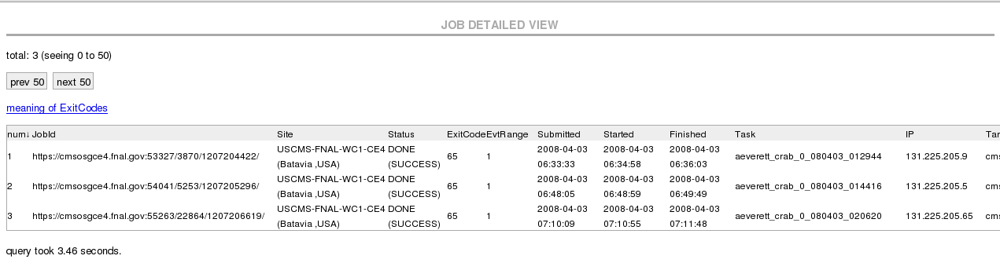 JOB DETAILED VIEW
total: 3 (seeing 0 to 50)
prev 50 next 50
meaning of ExitCodes
num↓ JobId Site Status ExitCode EvtRange Submitted Started Finished Task IP Tar
1 https://cmsosgce4.fnal.gov:53327/3870/1207204422/ USCMS-FNAL-WC1-CE4 (Batavia ,USA) DONE (SUCCESS) 65 1 2008-04-03 06:33:33 2008-04-03 06:34:58 2008-04-03 06:36:03 aeverett_crab_0_080403_012944 131.225.205.9 cms
2 https://cmsosgce4.fnal.gov:54041/5253/1207205296/ USCMS-FNAL-WC1-CE4 (Batavia ,USA) DONE (SUCCESS) 65 1 2008-04-03 06:48:05 2008-04-03 06:48:59 2008-04-03 06:49:49 aeverett_crab_0_080403_014416 131.225.205.5 cms
3 https://cmsosgce4.fnal.gov:55263/22864/1207206619/ USCMS-FNAL-WC1-CE4 (Batavia ,USA) DONE (SUCCESS) 65 1 2008-04-03 07:10:09 2008-04-03 07:10:55 2008-04-03 07:11:48 aeverett_crab_0_080403_020620 131.225.205.65 cms
query took 3.46 seconds.